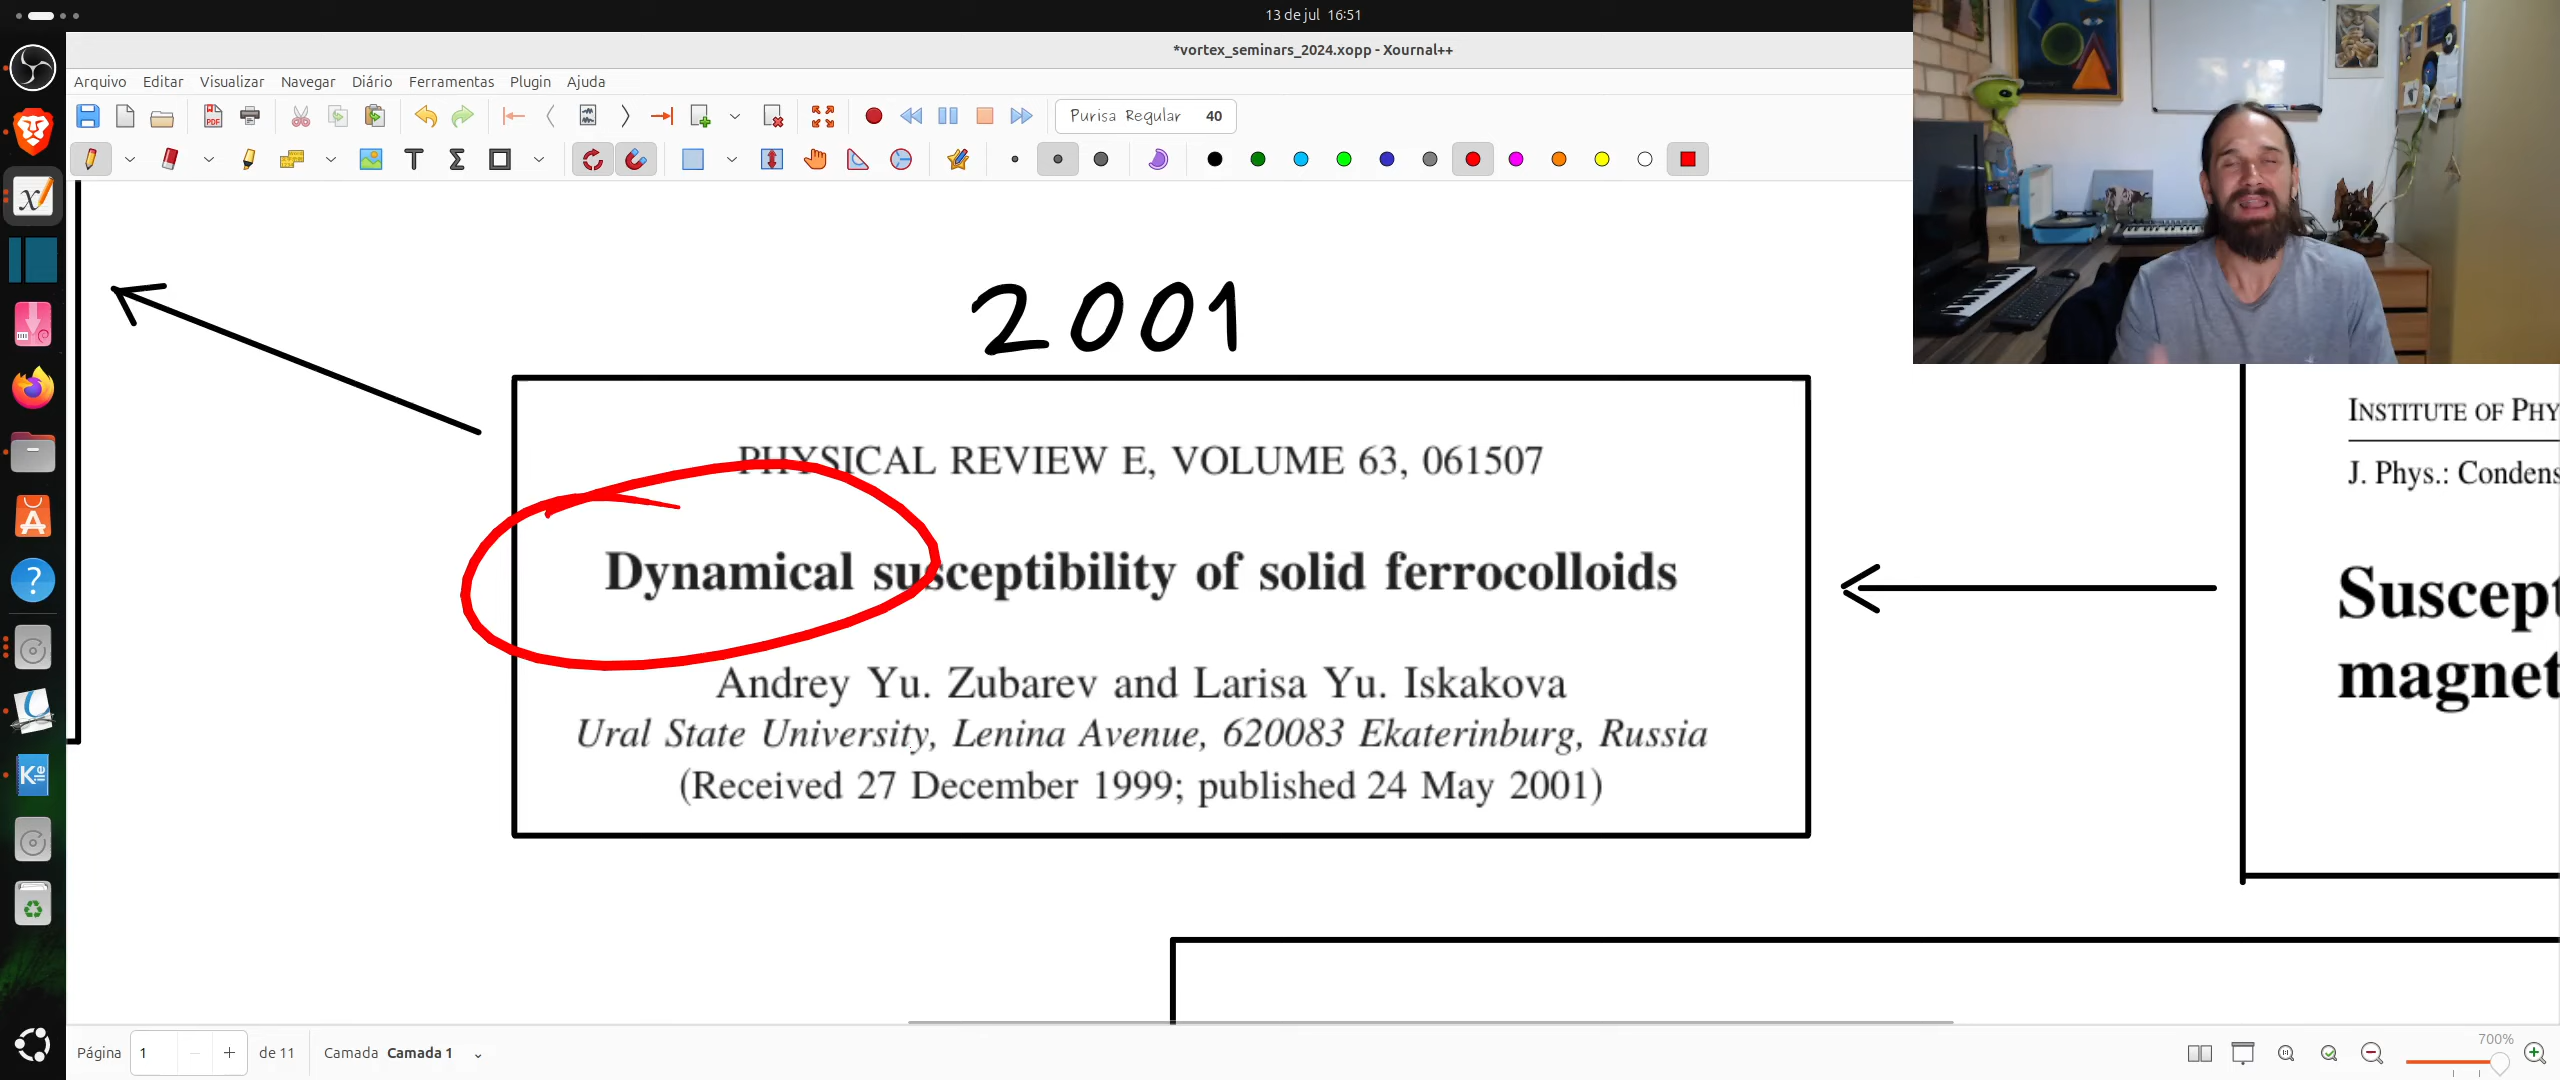 13 de jul 16:51
*vortex_seminars_2024.xopp - Xournal++
Arquivo Editar Visualizar Navegar Diário Ferramentas Plugin Ajuda
PDF
Purisa Regular 40
2001
PHYSICAL REVIEW E, VOLUME 63, 061507
Dynamical susceptibility of solid ferrocolloids
Andrey Yu. Zubarev and Larisa Yu. Iskakova
Ural State University, Lenina Avenue, 620083 Ekaterinburg, Russia
(Received 27 December 1999; published 24 May 2001)
INSTITUTE OF PHY
J. Phys.: Condens
Suscept
magnet
Página 1 de 11 Camada Camada 1
700%